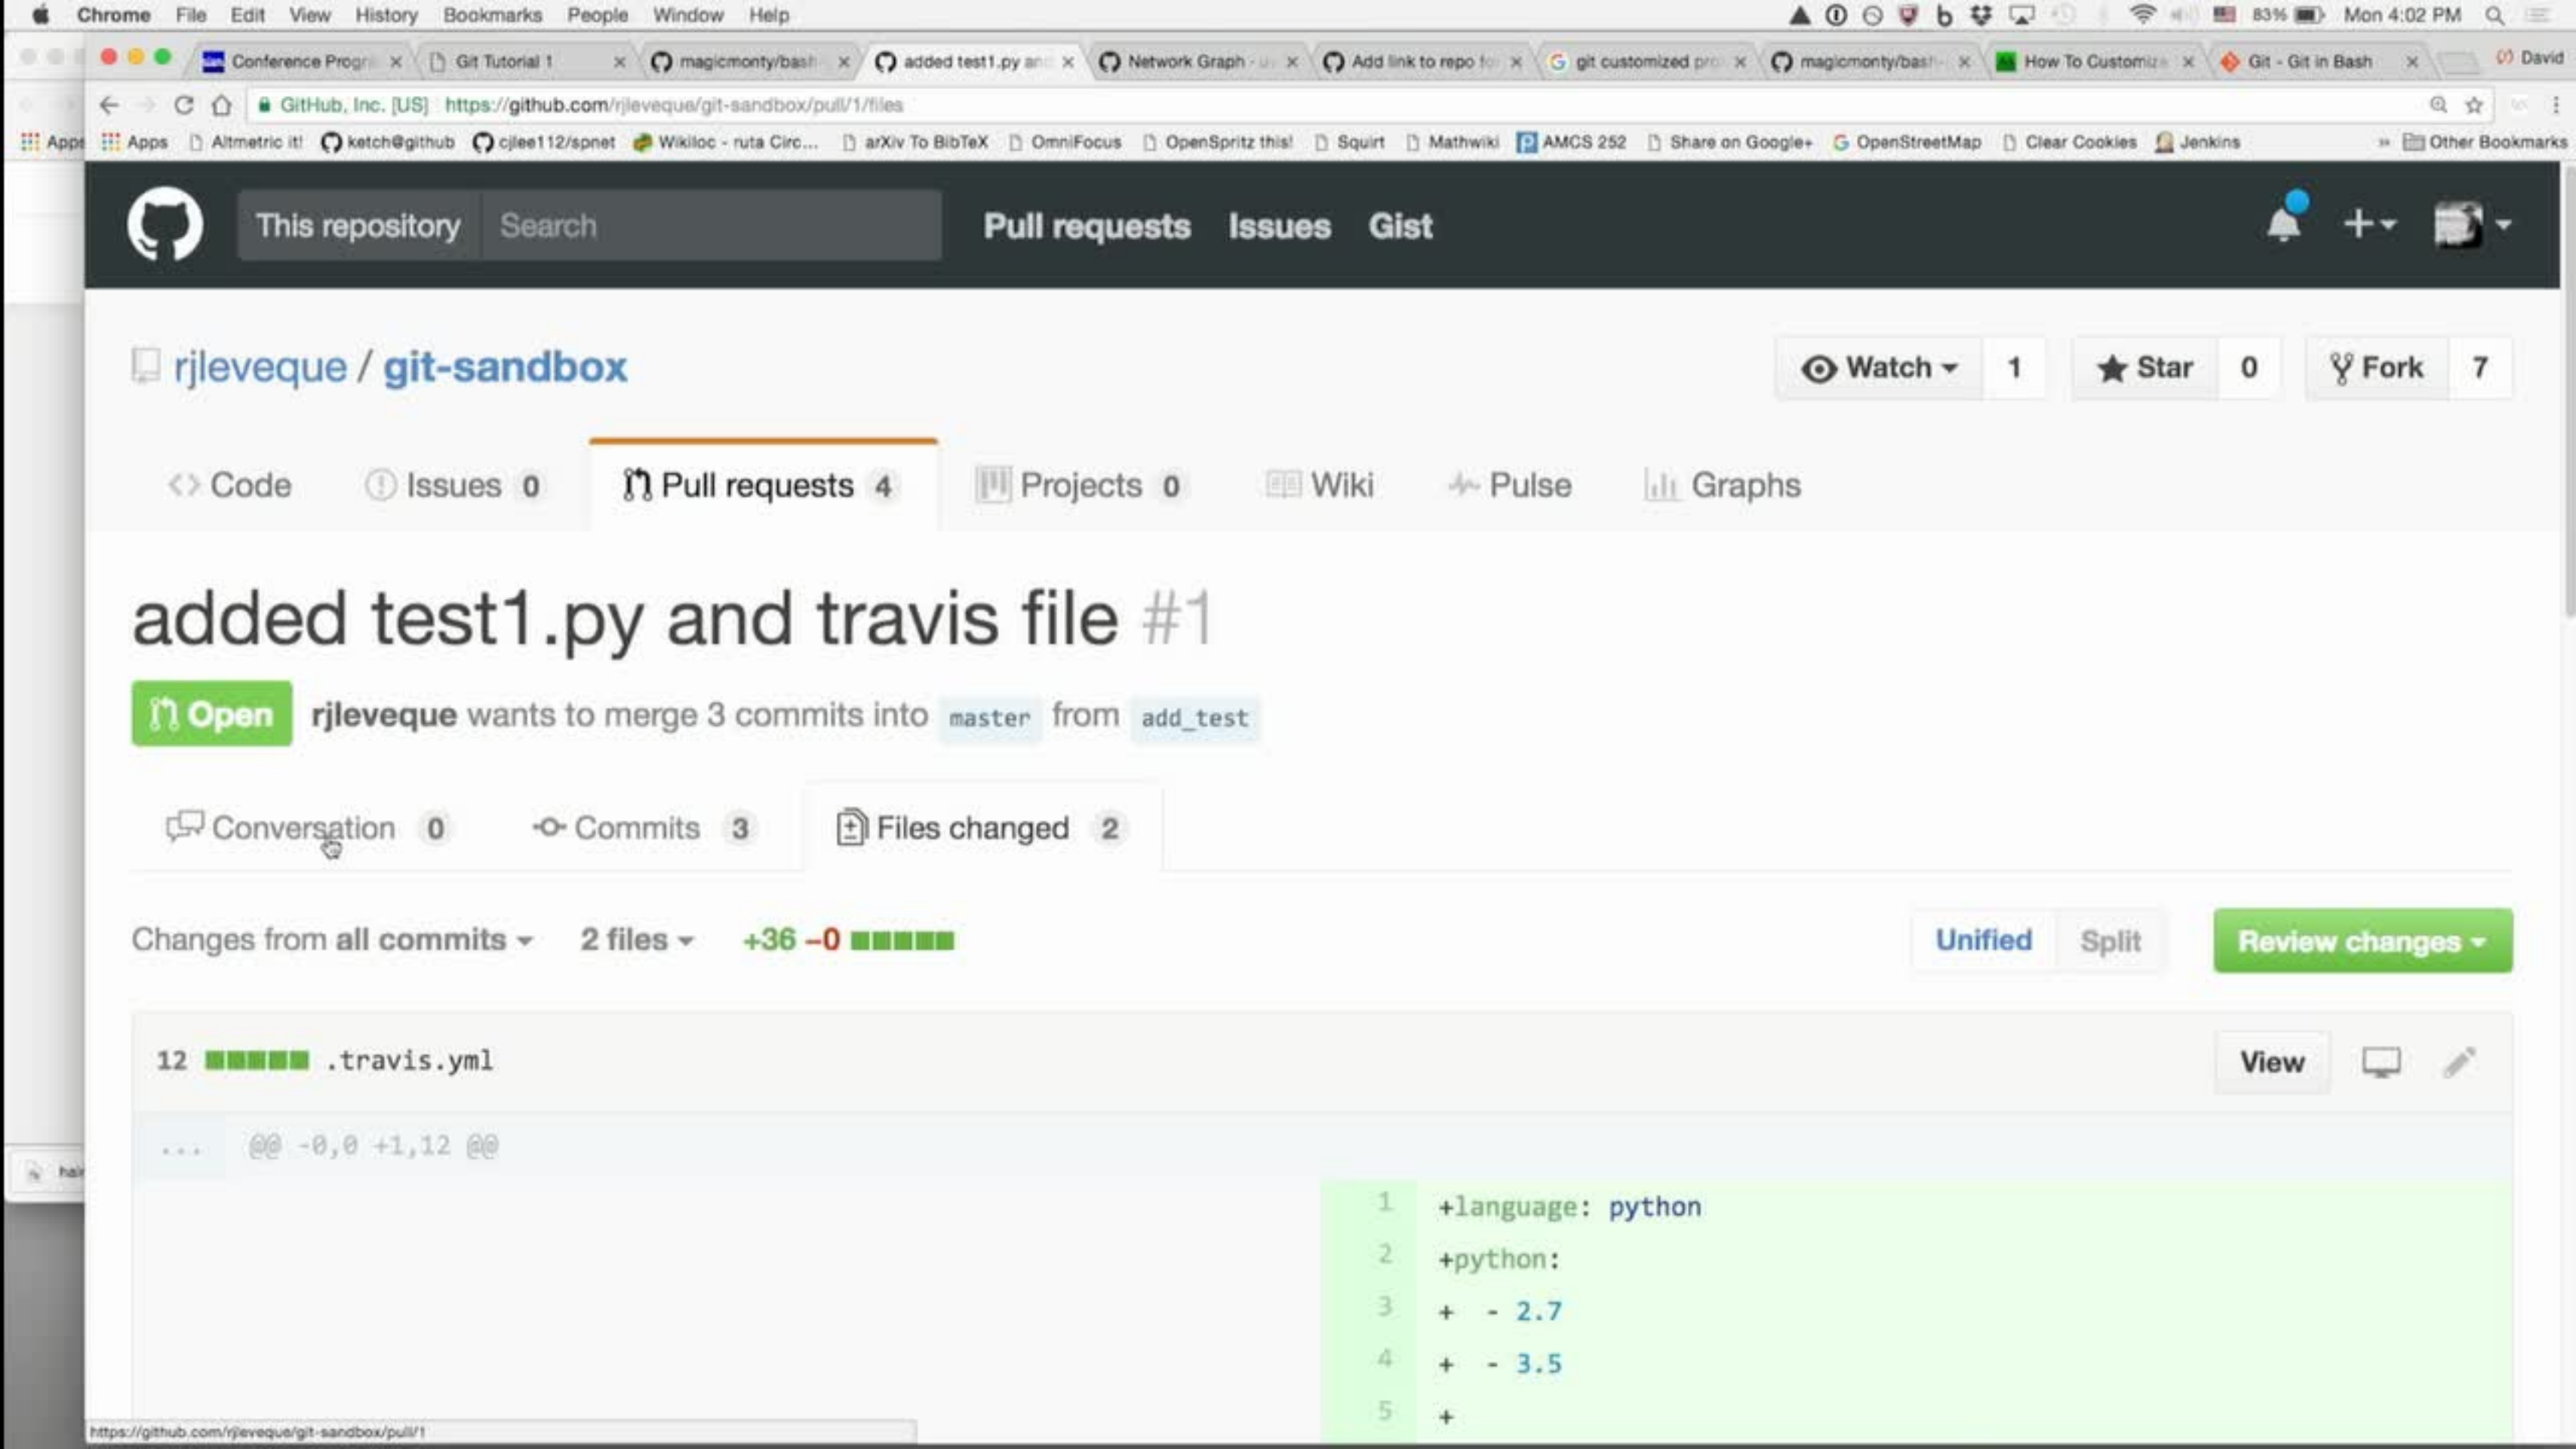 Chrome File Edit View History Bookmarks People Window Help 83% Mon 4:02 PM
Conference Progr Git Tutorial 1 magicmonty/bash added test1.py an Network Graph Add link to repo fo git customized pro magicmonty/bash- How To Customize Git - Git in Bash David
GitHub, Inc. [US] https://github.com/rjleveque/git-sandbox/pull/1/files
Apps Apps Altmetric it! ketch@github cjlee112/spnet Wikiloc - ruta Circ... arXiv To BibTeX OmniFocus OpenSpritz this! Squirt Mathwiki AMCS 252 Share on Google+ OpenStreetMap Clear Cookies Jenkins » Other Bookmarks
This repository Search Pull requests Issues Gist
rjleveque / git-sandbox Watch 1 Star 0 Fork 7
Code Issues 0 Pull requests 4 Projects 0 Wiki Pulse Graphs
added test1.py and travis file #1
Open rjleveque wants to merge 3 commits into master from add_test
Conversation 0 Commits 3 Files changed 2
Changes from all commits 2 files +36 −0 Unified Split Review changes
12 .travis.yml View
... @@ -0,0 +1,12 @@
hair
1 +language: python
2 +python:
3 + - 2.7
4 + - 3.5
5 +
https://github.com/rjleveque/git-sandbox/pull/1